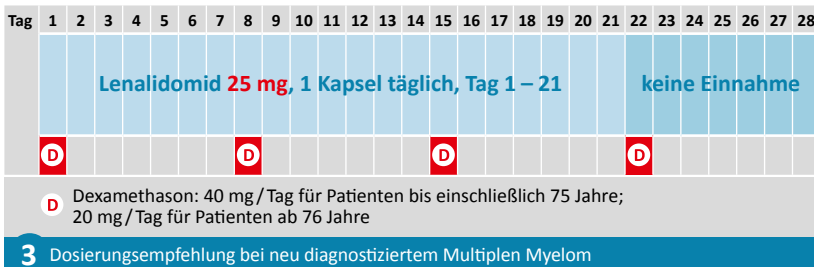 Tag 1 2 3 4 5 6 7 8 9 10 11 12 13 14 15 16 17 18 19 20 21 22 23 24 25 26 27 28
Lenalidomid 25 mg, 1 Kapsel täglich, Tag 1 – 21 keine Einnahme
D D D D
D Dexamethason: 40 mg/Tag für Patienten bis einschließlich 75 Jahre;
20 mg/Tag für Patienten ab 76 Jahre
3 Dosierungsempfehlung bei neu diagnostiziertem Multiplen Myelom